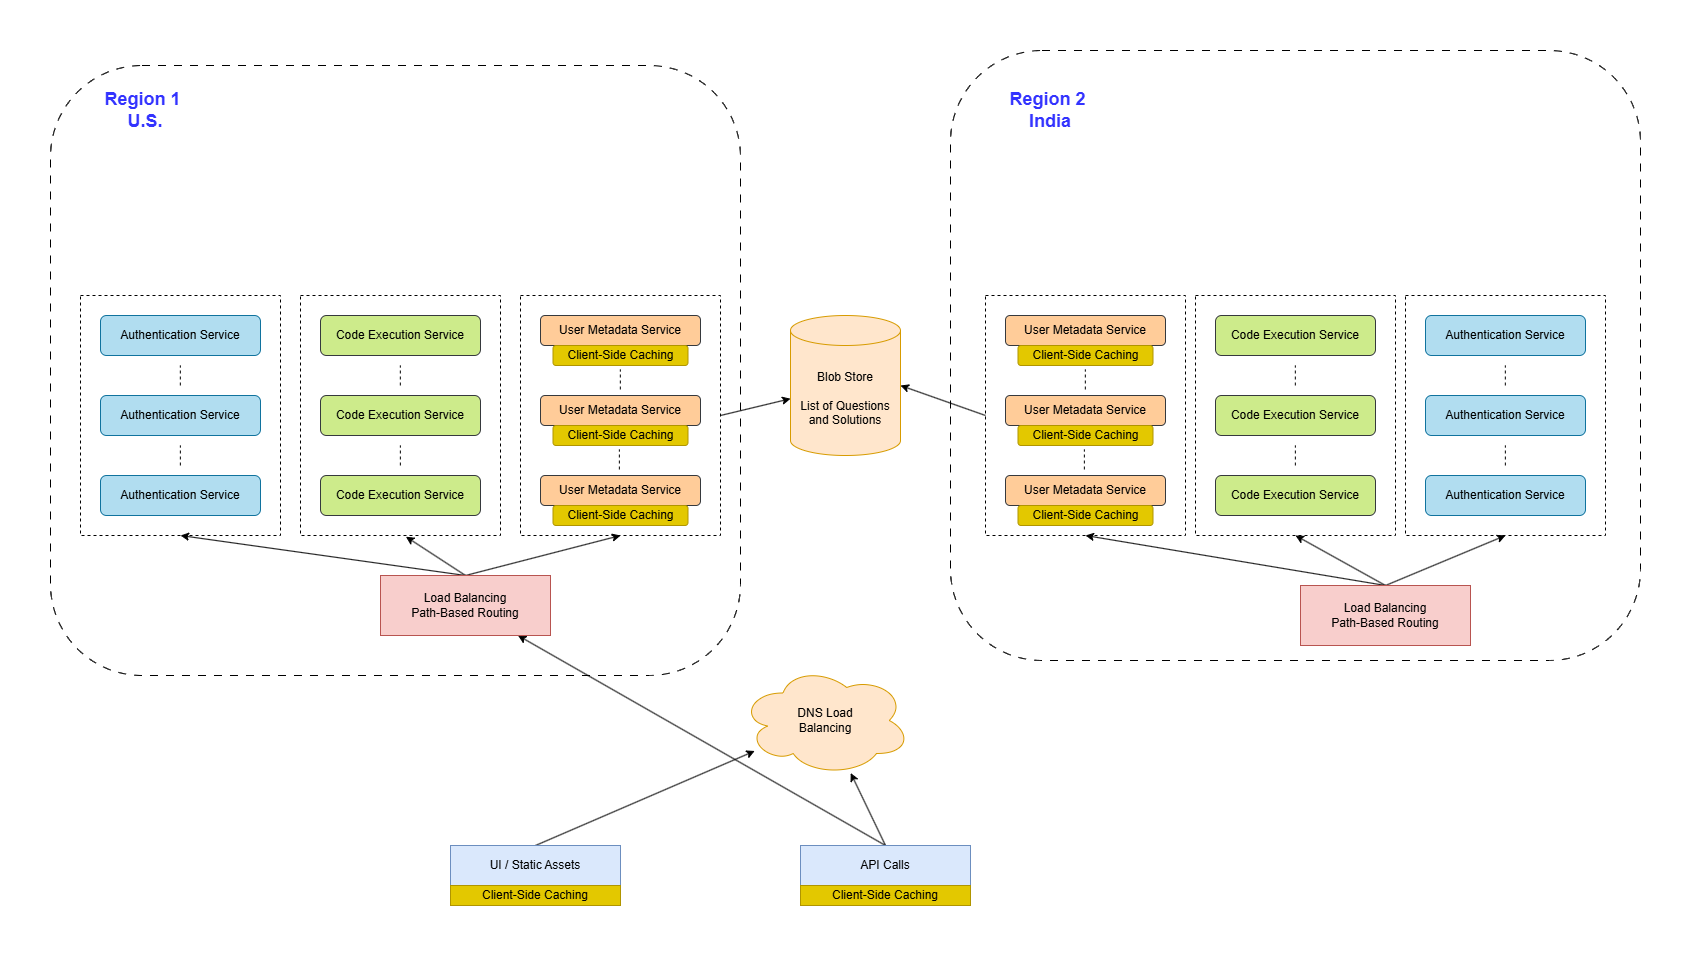 Region 1
U.S.
Region 2
India
Authentication Service
Authentication Service
Authentication Service
Code Execution Service
Code Execution Service
Code Execution Service
User Metadata Service
Client-Side Caching
User Metadata Service
Client-Side Caching
User Metadata Service
Client-Side Caching
Blob Store
List of Questions
and Solutions
User Metadata Service
Client-Side Caching
User Metadata Service
Client-Side Caching
User Metadata Service
Client-Side Caching
Code Execution Service
Code Execution Service
Code Execution Service
Authentication Service
Authentication Service
Authentication Service
Load Balancing
Path-Based Routing
Load Balancing
Path-Based Routing
DNS Load
Balancing
UI / Static Assets
Client-Side Caching
API Calls
Client-Side Caching